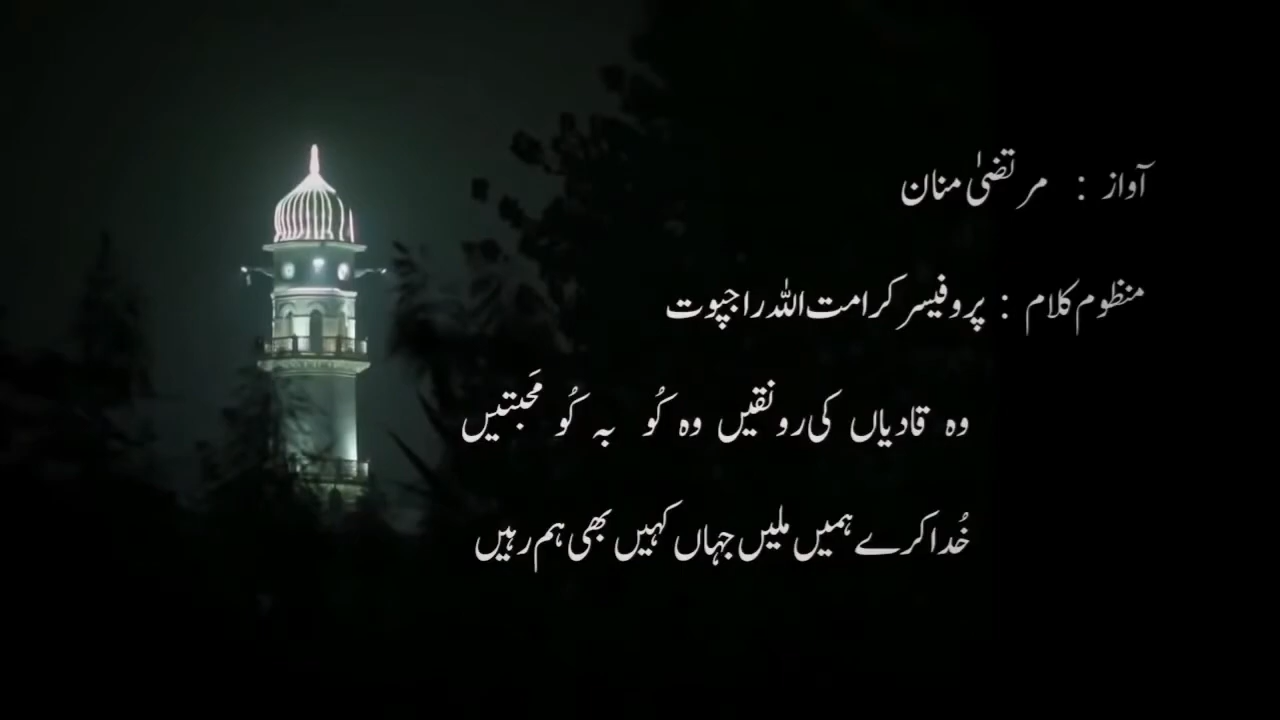 آواز : مرتضیٰ منان
منظوم کلام : پروفیسر کرامت اللہ راجپوت
وہ قادیاں کی رونقیں وہ کُو بہ کُو مَحبتیں
خُدا کرے ہمیں ملیں جہاں کہیں بھی ہم رہیں